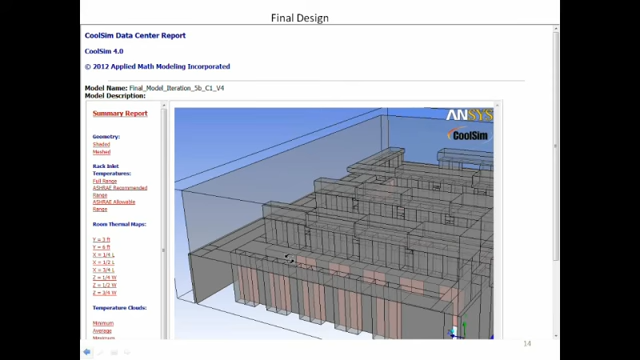 Final Design
CoolSim Data Center Report
CoolSim 4.0
© 2012 Applied Math Modeling Incorporated
Model Name: Final_Model_Iteration_5b_C1_V4
Model Description:
Summary Report
Geometry:
Shaded
Meshed
Rack Inlet
Temperatures:
Full Range
ASHRAE Recommended
Range
ASHRAE Allowable
Range
Room Thermal Maps:
Y = 3 ft
Y = 6 ft
X = 1/4 L
X = 1/2 L
X = 3/4 L
Z = 1/4 W
Z = 1/2 W
Z = 3/4 W
Temperature Clouds:
Minimum
Average
ANSYS
CoolSim
14